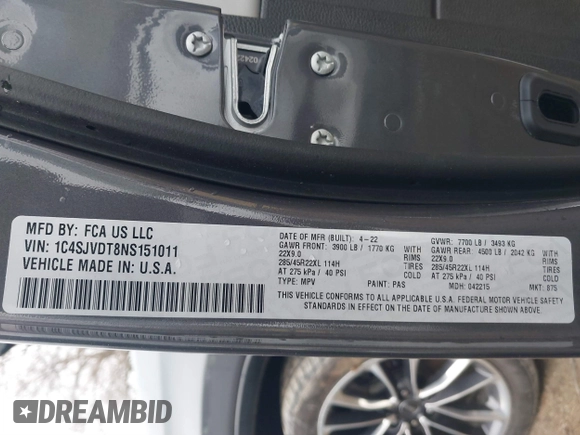 MFD BY: FCA US LLC
VIN: 1C4SJVDT8NS151011
VEHICLE MADE IN: U.S.A.
DATE OF MFR (BUILT): 4-22 GVWR: 7700 LB / 3493 KG
GAWR FRONT: 3900 LB / 1770 KG GAWR REAR: 4500 LB / 2042 KG
22X9.0 RIMS 22X9.0 RIMS
285/45R22XL 114H TIRES 285/45R22XL 114H TIRES
AT 275 kPa / 40 PSI COLD AT 275 kPa / 40 PSI COLD
TYPE: MPV PAINT: PAS MDH: 042215 MKT: 875
THIS VEHICLE CONFORMS TO ALL APPLICABLE U.S.A. FEDERAL MOTOR VEHICLE SAFETY
STANDARDS IN EFFECT ON THE DATE OF MANUFACTURE SHOWN ABOVE.
DREAMBID